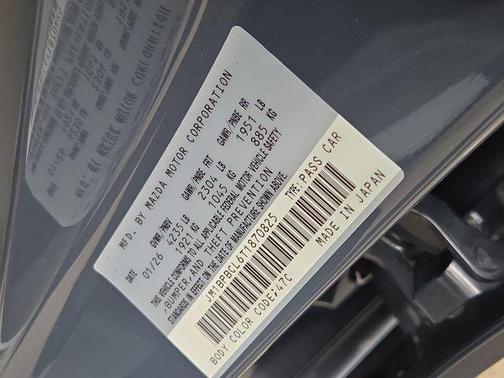 MFD. BY MAZDA MOTOR CORPORATION
GVWR/PNBV GAWR/PNBE FRT GAWR/PNBE RR
01/26 4235 LB 2304 LB 1951 LB
1921 KG 1045 KG 885 KG
THIS VEHICLE CONFORMS TO ALL APPLICABLE FEDERAL MOTOR VEHICLE SAFETY
, BUMPER, AND THEFT PREVENTION
STANDARDS IN EFFECT ON THE DATE OF MANUFACTURE SHOWN ABOVE.
JM1BPBCL6T1870825 TYPE: PASS CAR
BODY COLOR CODE/47C MADE IN JAPAN